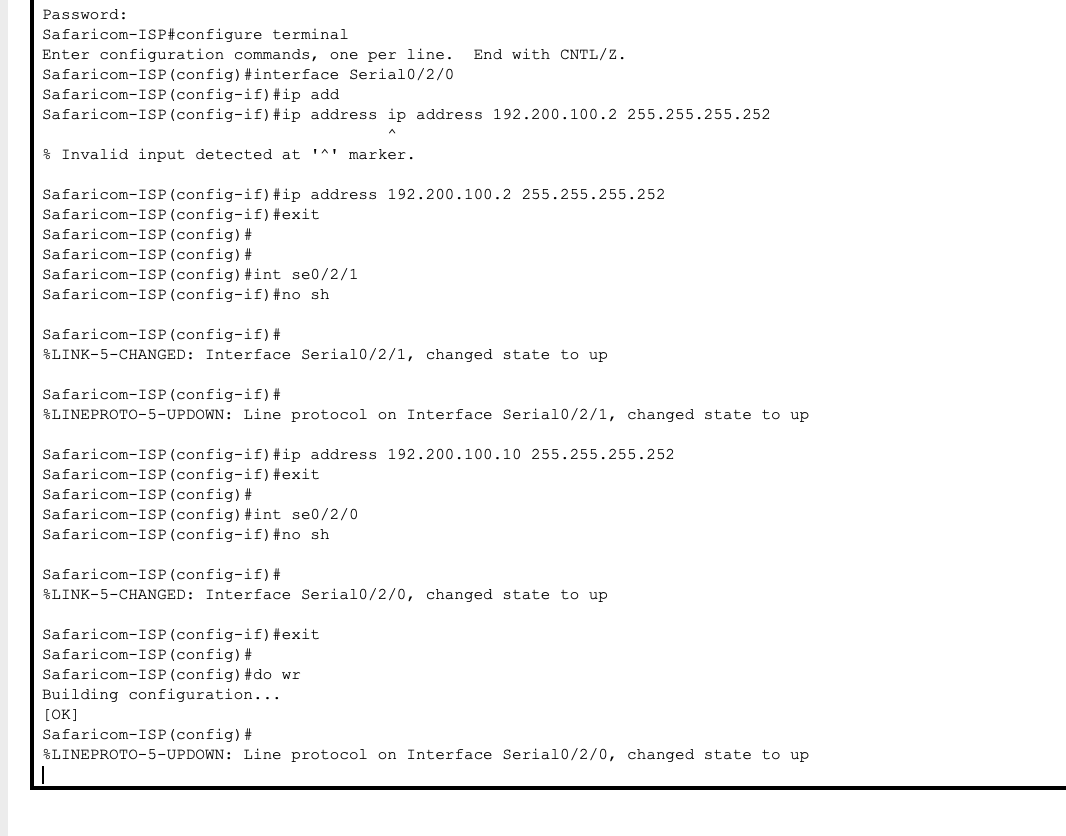 Password:
Safaricom-ISP#configure terminal
Enter configuration commands, one per line.  End with CNTL/Z.
Safaricom-ISP(config)#interface Serial0/2/0
Safaricom-ISP(config-if)#ip add
Safaricom-ISP(config-if)#ip address ip address 192.200.100.2 255.255.255.252
^
% Invalid input detected at '^' marker.
Safaricom-ISP(config-if)#ip address 192.200.100.2 255.255.255.252
Safaricom-ISP(config-if)#exit
Safaricom-ISP(config)#
Safaricom-ISP(config)#
Safaricom-ISP(config)#int se0/2/1
Safaricom-ISP(config-if)#no sh
Safaricom-ISP(config-if)#
%LINK-5-CHANGED: Interface Serial0/2/1, changed state to up
Safaricom-ISP(config-if)#
%LINEPROTO-5-UPDOWN: Line protocol on Interface Serial0/2/1, changed state to up
Safaricom-ISP(config-if)#ip address 192.200.100.10 255.255.255.252
Safaricom-ISP(config-if)#exit
Safaricom-ISP(config)#
Safaricom-ISP(config)#int se0/2/0
Safaricom-ISP(config-if)#no sh
Safaricom-ISP(config-if)#
%LINK-5-CHANGED: Interface Serial0/2/0, changed state to up
Safaricom-ISP(config-if)#exit
Safaricom-ISP(config)#
Safaricom-ISP(config)#do wr
Building configuration...
[OK]
Safaricom-ISP(config)#
%LINEPROTO-5-UPDOWN: Line protocol on Interface Serial0/2/0, changed state to up